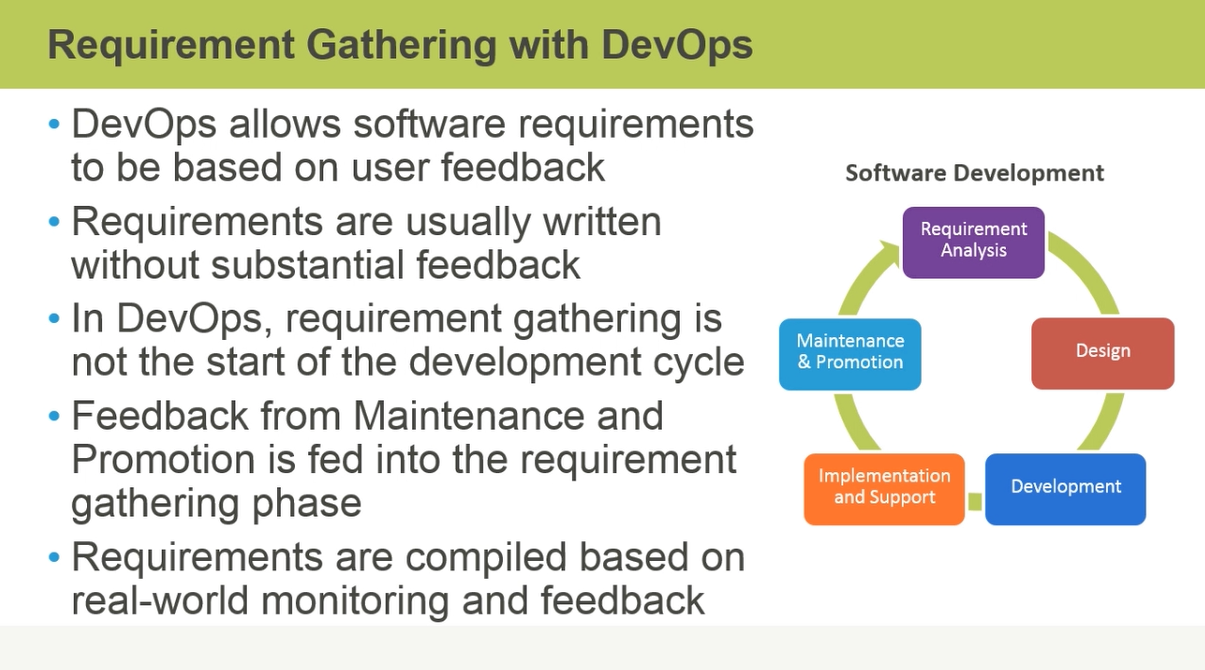 Requirement Gathering with DevOps
• DevOps allows software requirements
to be based on user feedback
• Requirements are usually written
without substantial feedback
• In DevOps, requirement gathering is
not the start of the development cycle
• Feedback from Maintenance and
Promotion is fed into the requirement
gathering phase
• Requirements are compiled based on
real-world monitoring and feedback
Software Development
Requirement
Analysis
Design
Development
Implementation
and Support
Maintenance
& Promotion